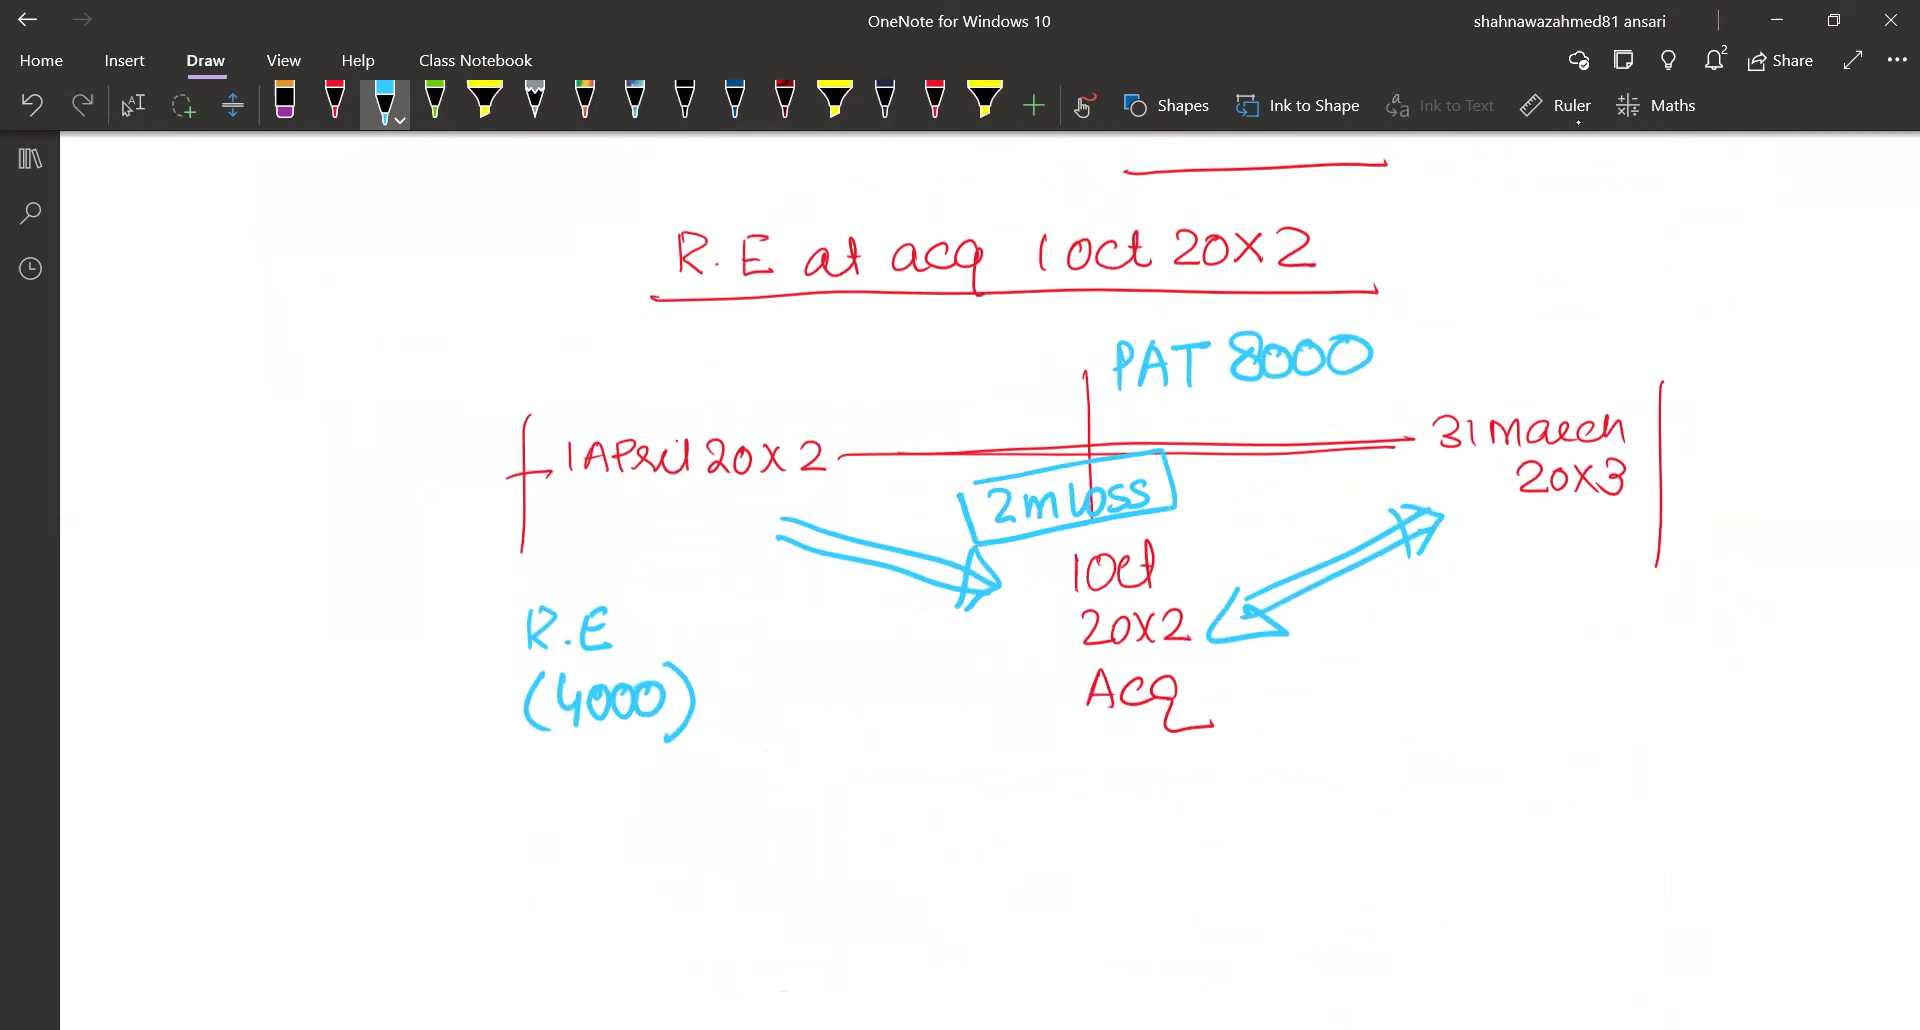 OneNote for Windows 10
shahnawazahmed81 ansari
Home Insert Draw View Help Class Notebook
2
Share
Shapes Ink to Shape Ink to Text Ruler Maths
R.E at acq 1 Oct 20X2
PAT 8000
1 April 20X2
31 March
20X3
2m loss
1 Oct
20X2
Acq
R.E
(4000)